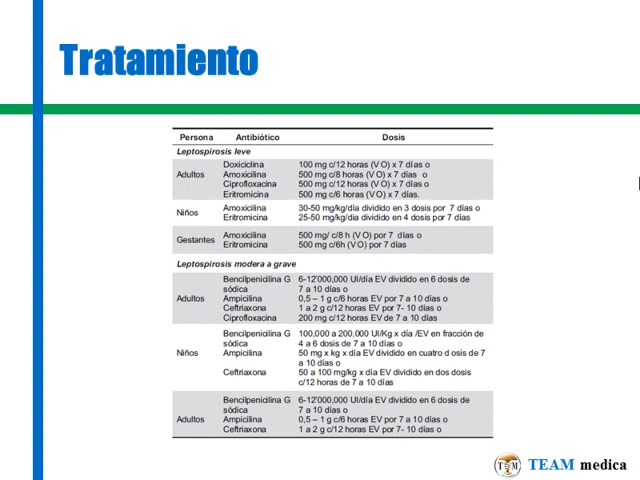 Tratamiento
Persona Antibiótico Dosis
Leptospirosis leve
Adultos
Doxiciclina 100 mg c/12 horas (V O) x 7 días o
Amoxicilina 500 mg c/8 horas (V O) x 7 días o
Ciprofloxacina 500 mg c/12 horas (V O) x 7 días o
Eritromicina 500 mg c/6 horas (V O) x 7 días.
Niños
Amoxicilina 30-50 mg/kg/día dividido en 3 dosis por 7 días o
Eritromicina 25-50 mg/kg/dia dividido en 4 dosis por 7 días
Gestantes
Amoxicilina 500 mg/ c/8 h (V O) por 7 días o
Eritromicina 500 mg c/6h (V O) por 7 días
Leptospirosis modera a grave
Adultos
Bencilpenicilina G 6-12'000,000 UI/día EV dividido en 6 dosis de
sódica 7 a 10 días o
Ampicilina 0,5 – 1 g c/6 horas EV por 7 a 10 días o
Ceftriaxona 1 a 2 g c/12 horas EV por 7- 10 días o
Ciprofloxacina 200 mg c/12 horas EV de 7 a 10 días
Niños
Bencilpenicilina G 100,000 a 200,000 UI/Kg x día /EV en fracción de
sódica 4 a 6 dosis de 7 a 10 días o
Ampicilina 50 mg x kg x día EV dividido en cuatro d osis de 7
a 10 días o
Ceftriaxona 50 a 100 mg/kg x día EV dividido en dos dosis
c/12 horas de 7 a 10 días
Adultos
Bencilpenicilina G 6-12'000,000 UI/día EV dividido en 6 dosis de
sódica 7 a 10 días o
Ampicilina 0,5 – 1 g c/6 horas EV por 7 a 10 días o
Ceftriaxona 1 a 2 g c/12 horas EV por 7- 10 días o
TEAM medica